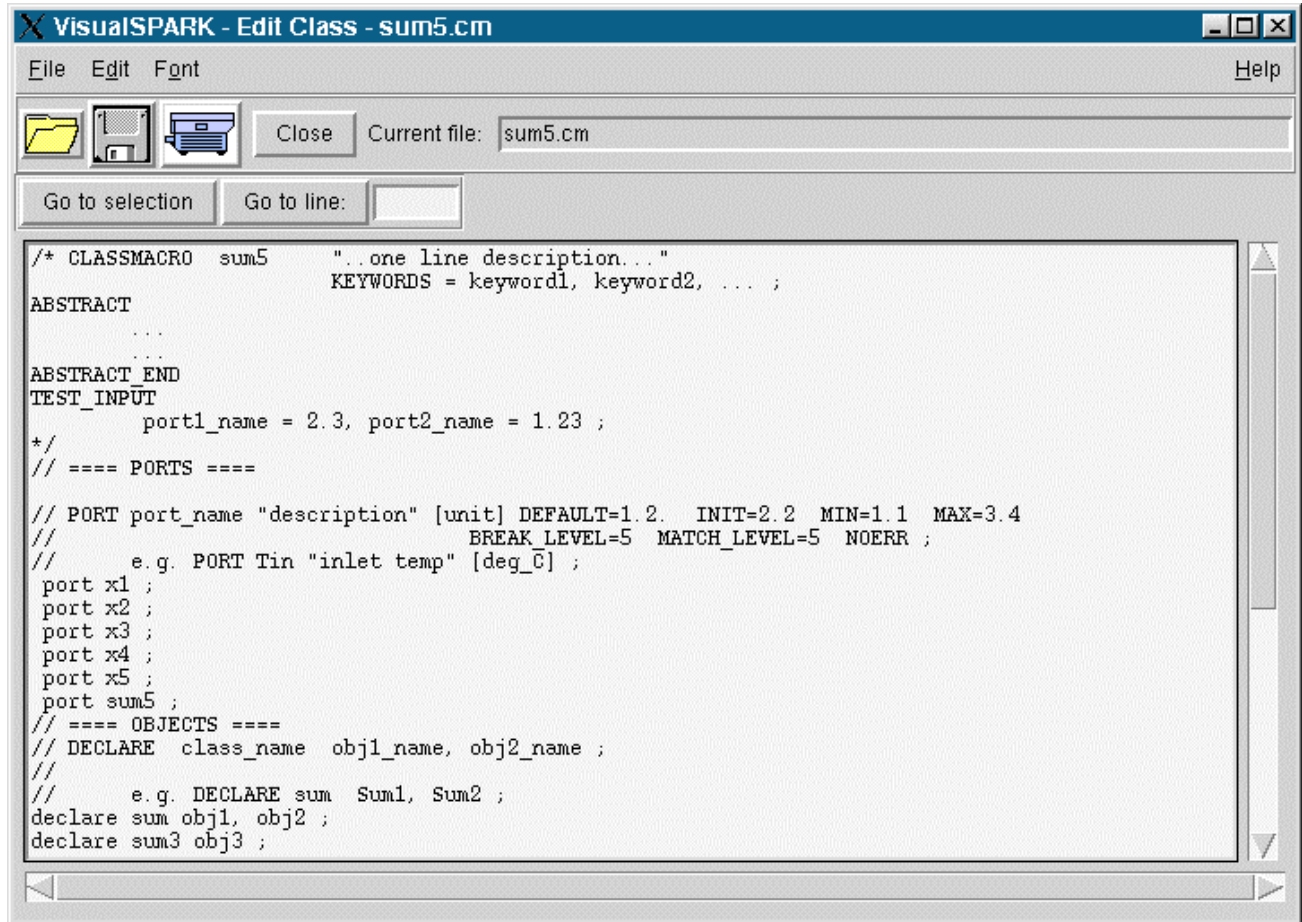 VisualSPARK - Edit Class - sum5.cm
File Edit Font Help
Close Current file: sum5.cm
Go to selection Go to line:
/* CLASSMACRO  sum5     "..one line description..."
                        KEYWORDS = keyword1, keyword2, ... ;
ABSTRACT
        ...
        ...
ABSTRACT_END
TEST_INPUT
         port1_name = 2.3, port2_name = 1.23 ;
*/
// ==== PORTS ====
// PORT port_name "description" [unit] DEFAULT=1.2.  INIT=2.2  MIN=1.1  MAX=3.4
//                                 BREAK_LEVEL=5  MATCH_LEVEL=5  NOERR ;
//      e.g. PORT Tin "inlet temp" [deg_C] ;
 port x1 ;
 port x2 ;
 port x3 ;
 port x4 ;
 port x5 ;
 port sum5 ;
// ==== OBJECTS ====
// DECLARE  class_name  obj1_name, obj2_name ;
//
//      e.g. DECLARE sum  Sum1, Sum2 ;
declare sum obj1, obj2 ;
declare sum3 obj3 ;